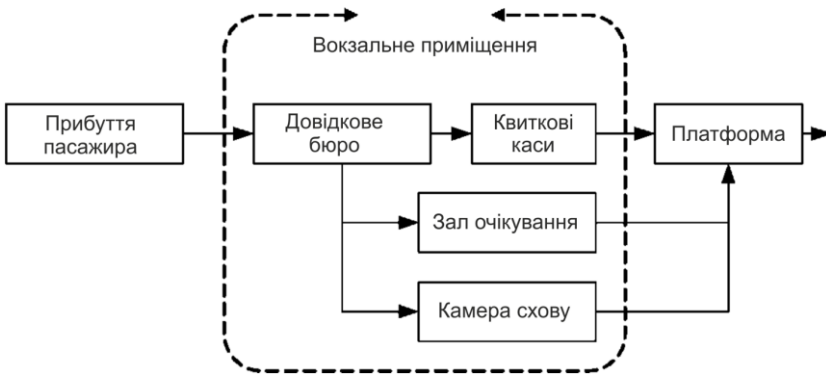 Вокзальне приміщення
Прибуття
пасажира
Довідкове
бюро
Квиткові
каси
Платформа
Зал очікування
Камера схову